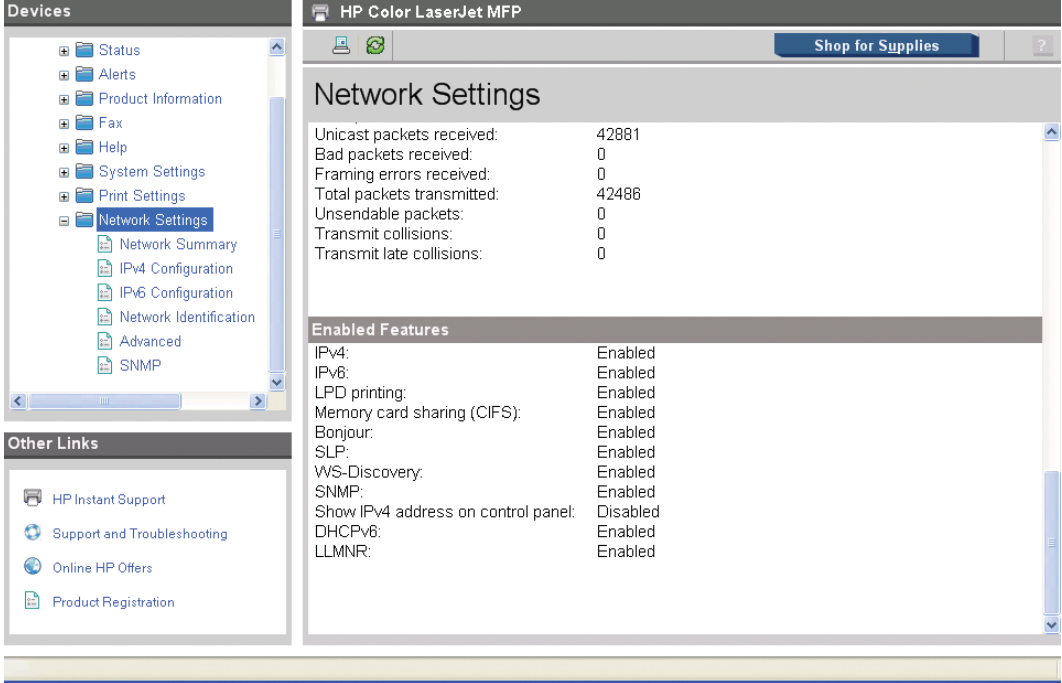 Devices
Status
Alerts
Product Information
Fax
Help
System Settings
Print Settings
Network Settings
Network Summary
IPv4 Configuration
IPv6 Configuration
Network Identification
Advanced
SNMP
Other Links
HP Instant Support
Support and Troubleshooting
Online HP Offers
Product Registration
HP Color LaserJet MFP
Shop for Supplies
?
Network Settings
Unicast packets received: 42881
Bad packets received: 0
Framing errors received: 0
Total packets transmitted: 42486
Unsendable packets: 0
Transmit collisions: 0
Transmit late collisions: 0
Enabled Features
IPv4: Enabled
IPv6: Enabled
LPD printing: Enabled
Memory card sharing (CIFS): Enabled
Bonjour: Enabled
SLP: Enabled
WS-Discovery: Enabled
SNMP: Enabled
Show IPv4 address on control panel: Disabled
DHCPv6: Enabled
LLMNR: Enabled